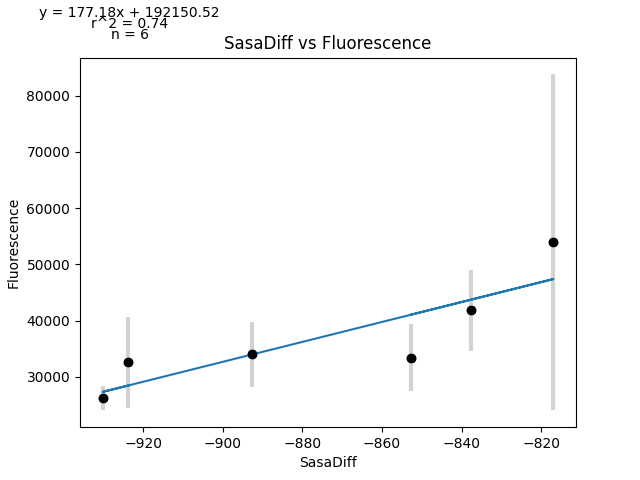 y = 177.18x + 192150.52
r^2 = 0.74
n = 6
SasaDiff vs Fluorescence
80000
70000
60000
50000
40000
30000
Fluorescence
−920 −900 −880 −860 −840 −820
SasaDiff